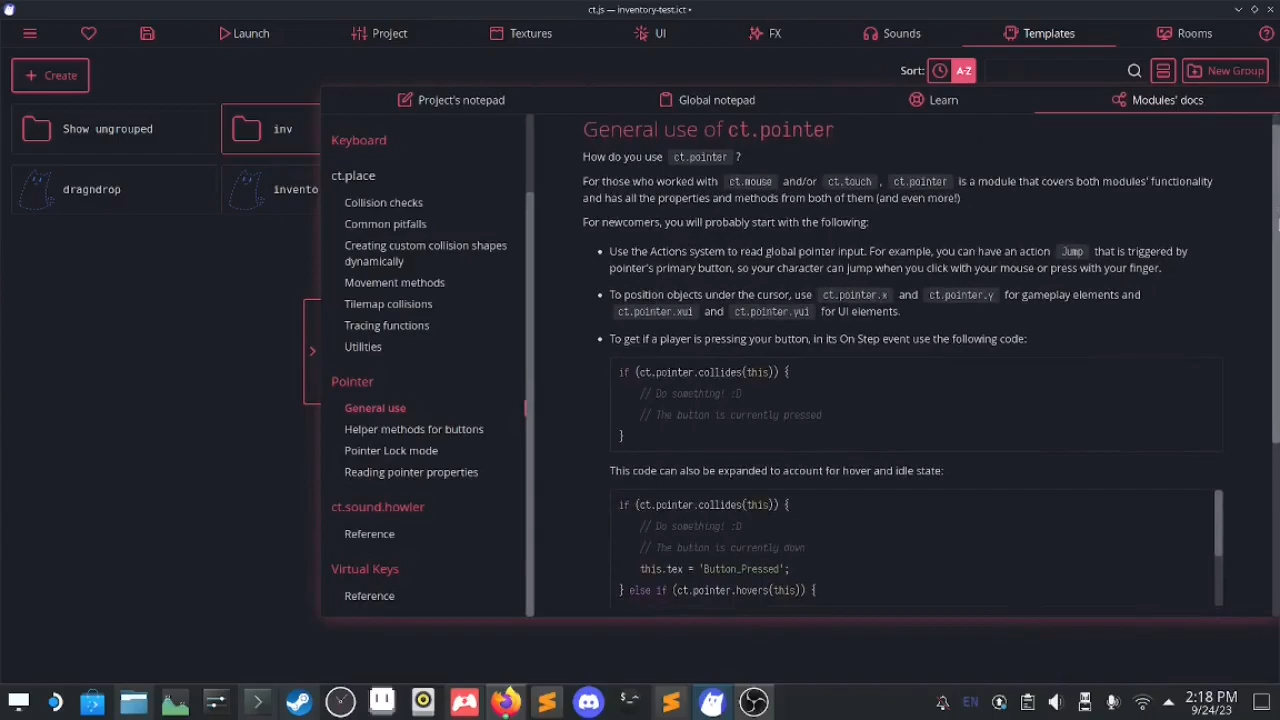 ct.js — inventory-test.ict •
Launch
Project
Textures
UI
FX
Sounds
Templates
Rooms
Create
Sort:
A-Z
New Group
Show ungrouped
inv
dragndrop
invento
Project's notepad
Global notepad
Learn
Modules' docs
Keyboard
ct.place
Collision checks
Common pitfalls
Creating custom collision shapes
dynamically
Movement methods
Tilemap collisions
Tracing functions
Utilities
Pointer
General use
Helper methods for buttons
Pointer Lock mode
Reading pointer properties
ct.sound.howler
Reference
Virtual Keys
Reference
General use of ct.pointer
How do you use ct.pointer ?
For those who worked with ct.mouse and/or ct.touch , ct.pointer is a module that covers both modules' functionality
and has all the properties and methods from both of them (and even more!)
For newcomers, you will probably start with the following:
• Use the Actions system to read global pointer input. For example, you can have an action Jump that is triggered by
pointer's primary button, so your character can jump when you click with your mouse or press with your finger.
• To position objects under the cursor, use ct.pointer.x and ct.pointer.y for gameplay elements and
ct.pointer.xui and ct.pointer.yui for UI elements.
• To get if a player is pressing your button, in its On Step event use the following code:
if (ct.pointer.collides(this)) {
// Do something! :D
// The button is currently pressed
}
This code can also be expanded to account for hover and idle state:
if (ct.pointer.collides(this)) {
// Do something! :D
// The button is currently down
this.tex = 'Button_Pressed';
} else if (ct.pointer.hovers(this)) {
EN
2:18 PM
9/24/23